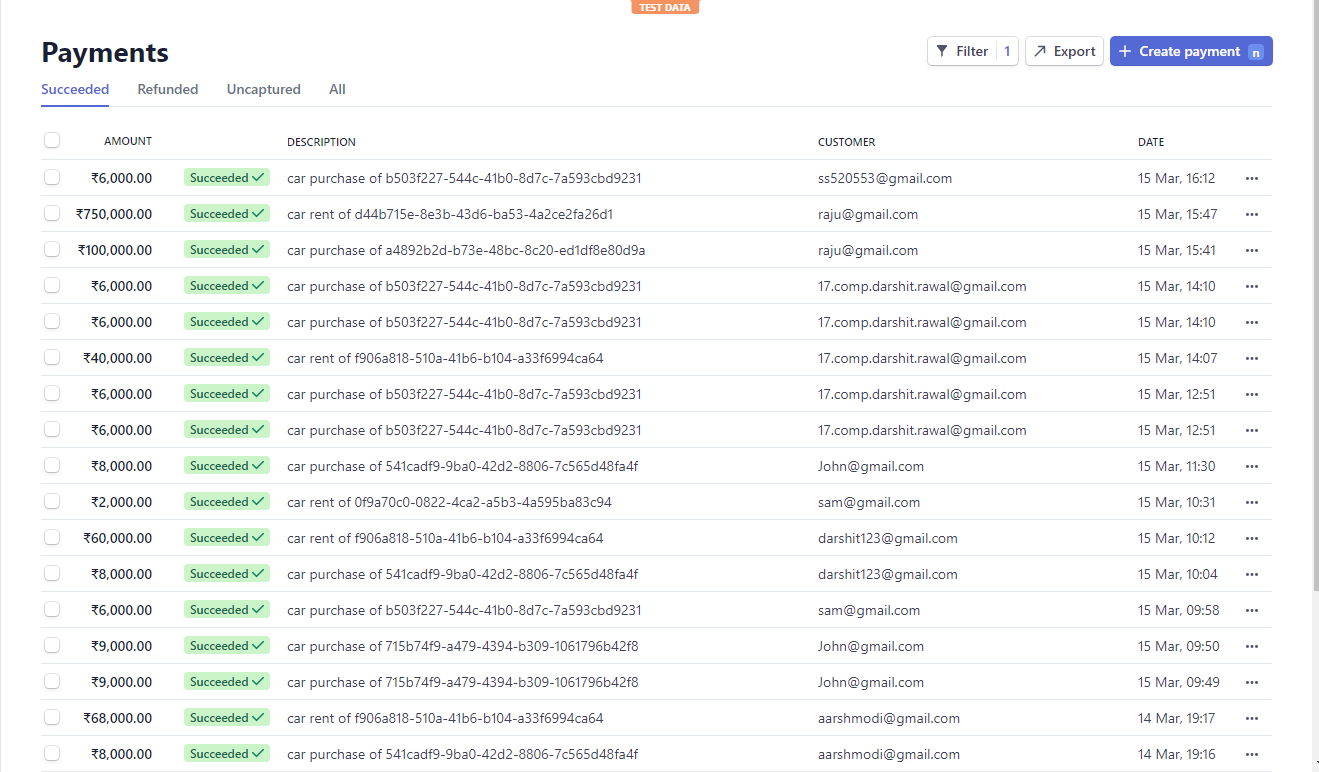 TEST DATA
Payments
Filter 1 Export + Create payment n
Succeeded Refunded Uncaptured All
AMOUNT DESCRIPTION CUSTOMER DATE
₹6,000.00 Succeeded ✓ car purchase of b503f227-544c-41b0-8d7c-7a593cbd9231 ss520553@gmail.com 15 Mar, 16:12 •••
₹750,000.00 Succeeded ✓ car rent of d44b715e-8e3b-43d6-ba53-4a2ce2fa26d1 raju@gmail.com 15 Mar, 15:47 •••
₹100,000.00 Succeeded ✓ car purchase of a4892b2d-b73e-48bc-8c20-ed1df8e80d9a raju@gmail.com 15 Mar, 15:41 •••
₹6,000.00 Succeeded ✓ car purchase of b503f227-544c-41b0-8d7c-7a593cbd9231 17.comp.darshit.rawal@gmail.com 15 Mar, 14:10 •••
₹6,000.00 Succeeded ✓ car purchase of b503f227-544c-41b0-8d7c-7a593cbd9231 17.comp.darshit.rawal@gmail.com 15 Mar, 14:10 •••
₹40,000.00 Succeeded ✓ car rent of f906a818-510a-41b6-b104-a33f6994ca64 17.comp.darshit.rawal@gmail.com 15 Mar, 14:07 •••
₹6,000.00 Succeeded ✓ car purchase of b503f227-544c-41b0-8d7c-7a593cbd9231 17.comp.darshit.rawal@gmail.com 15 Mar, 12:51 •••
₹6,000.00 Succeeded ✓ car purchase of b503f227-544c-41b0-8d7c-7a593cbd9231 17.comp.darshit.rawal@gmail.com 15 Mar, 12:51 •••
₹8,000.00 Succeeded ✓ car purchase of 541cadf9-9ba0-42d2-8806-7c565d48fa4f John@gmail.com 15 Mar, 11:30 •••
₹2,000.00 Succeeded ✓ car rent of 0f9a70c0-0822-4ca2-a5b3-4a595ba83c94 sam@gmail.com 15 Mar, 10:31 •••
₹60,000.00 Succeeded ✓ car rent of f906a818-510a-41b6-b104-a33f6994ca64 darshit123@gmail.com 15 Mar, 10:12 •••
₹8,000.00 Succeeded ✓ car purchase of 541cadf9-9ba0-42d2-8806-7c565d48fa4f darshit123@gmail.com 15 Mar, 10:04 •••
₹6,000.00 Succeeded ✓ car purchase of b503f227-544c-41b0-8d7c-7a593cbd9231 sam@gmail.com 15 Mar, 09:58 •••
₹9,000.00 Succeeded ✓ car purchase of 715b74f9-a479-4394-b309-1061796b42f8 John@gmail.com 15 Mar, 09:50 •••
₹9,000.00 Succeeded ✓ car purchase of 715b74f9-a479-4394-b309-1061796b42f8 John@gmail.com 15 Mar, 09:49 •••
₹68,000.00 Succeeded ✓ car rent of f906a818-510a-41b6-b104-a33f6994ca64 aarshmodi@gmail.com 14 Mar, 19:17 •••
₹8,000.00 Succeeded ✓ car purchase of 541cadf9-9ba0-42d2-8806-7c565d48fa4f aarshmodi@gmail.com 14 Mar, 19:16 •••